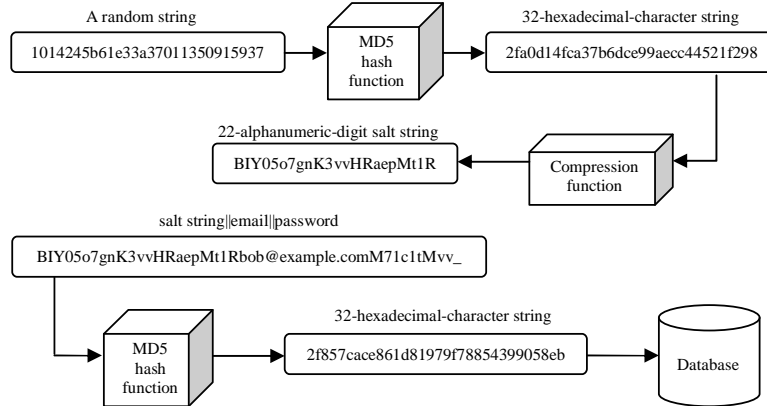 A random string
32-hexadecimal-character string
1014245b61e33a37011350915937
MD5
hash
function
2fa0d14fca37b6dce99aecc44521f298
22-alphanumeric-digit salt string
BIY05o7gnK3vvHRaepMt1R
Compression
function
salt string||email||password
BIY05o7gnK3vvHRaepMt1Rbob@example.comM71c1tMvv_
32-hexadecimal-character string
MD5
hash
function
2f857cace861d81979f78854399058eb
Database